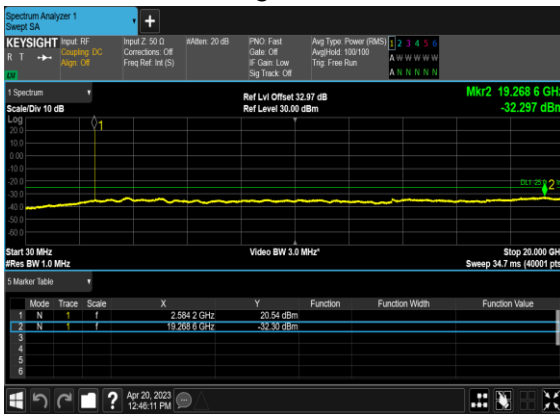 Spectrum Analyzer 1
Swept SA
KEYSIGHT
R T
LV
Input: RF
Coupling: DC
Align: Off
Input Z: 50 Ω
Corrections: Off
Freq Ref: Int (S)
#Atten: 20 dB
PNO: Fast
Gate: Off
IF Gain: Low
Sig Track: Off
Avg Type: Power (RMS)
Avg|Hold: 100/100
Trig: Free Run
1 2 3 4 5 6
A W W W W W
A N N N N N
1 Spectrum
Scale/Div 10 dB
Ref Lvl Offset 32.97 dB
Ref Level 30.00 dBm
Mkr2 19.268 6 GHz
-32.297 dBm
Log
20.0
10.0
0.00
-10.0
-20.0
-30.0
-40.0
-50.0
-60.0
1
2
Start 30 MHz
#Res BW 1.0 MHz
Video BW 3.0 MHz*
Stop 20.000 GHz
Sweep 34.7 ms (40001 pts)
5 Marker Table
Mode Trace Scale X Y Function Function Width Function Value
1 N 1 f 2.584 2 GHz 20.54 dBm
2 N 1 f 19.268 6 GHz -32.30 dBm
3
4
5
6
?
Apr 20, 2023
12:46:11 PM